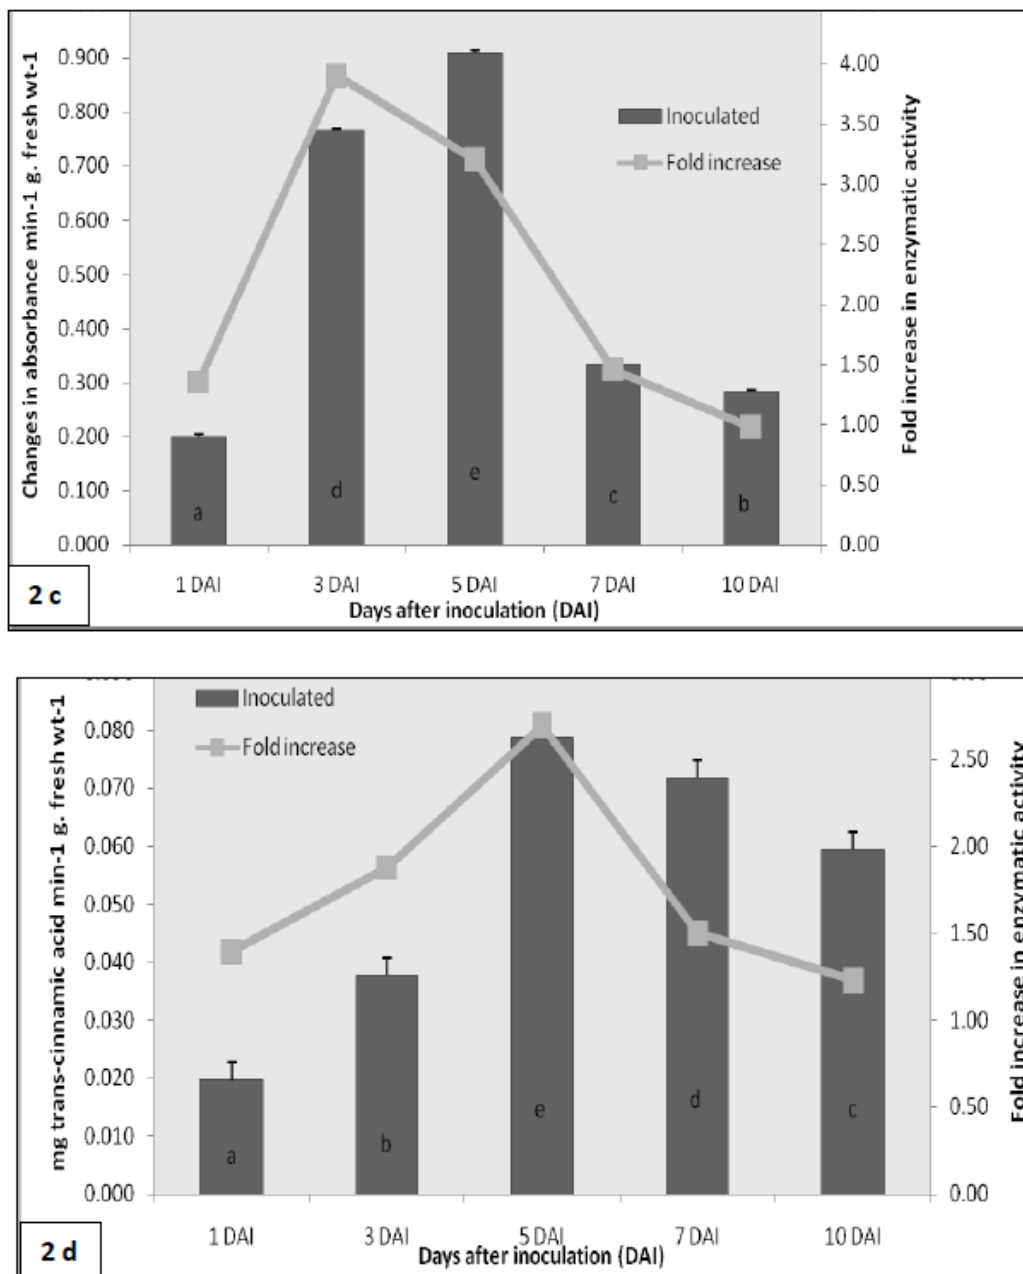 Changes in absorbance min-1 g. fresh wt-1
0.900
0.800
0.700
0.600
0.500
0.400
0.300
0.200
0.100
0.000
Inoculated
Fold increase
a
d
e
c
b
4.00
3.50
3.00
2.50
2.00
1.50
1.00
0.50
0.00
Fold increase in enzymatic activity
1 DAI 3 DAI 5 DAI 7 DAI 10 DAI
Days after inoculation (DAI)
2 c
mg trans-cinnamic acid min-1 g. fresh wt-1
0.080
0.070
0.060
0.050
0.040
0.030
0.020
0.010
0.000
Inoculated
Fold increase
a
b
e
d
c
2.50
2.00
1.50
1.00
0.50
0.00
Fold increase in enzymatic activity
1 DAI 3 DAI 5 DAI 7 DAI 10 DAI
Days after inoculation (DAI)
2 d